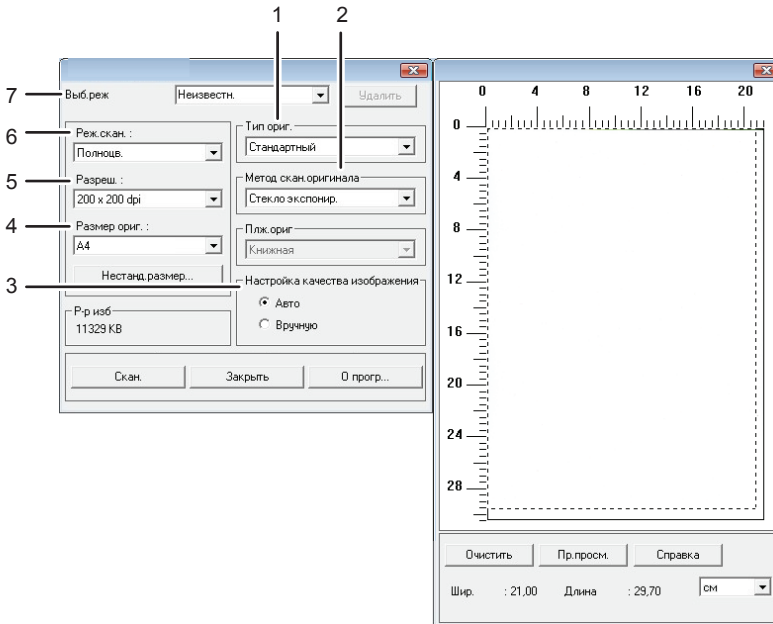 1
2
7
Выб.реж
Неизвестн.
Удалить
6
Реж.скан. :
Полноцв.
Тип ориг.
Стандартный
5
Разреш. :
200 x 200 dpi
Метод скан.оригинала
Стекло экспонир.
4
Размер ориг. :
A4
Плж.ориг
Книжная
Нестанд.размер...
3
Настройка качества изображения
Авто
Вручную
Р-р изб
11329 KB
Скан.
Закрыть
О прогр...
0 4 8 12 16 20
0
4
8
12
16
20
24
28
Очистить
Пр.просм.
Справка
Шир. : 21,00 Длина : 29,70 см